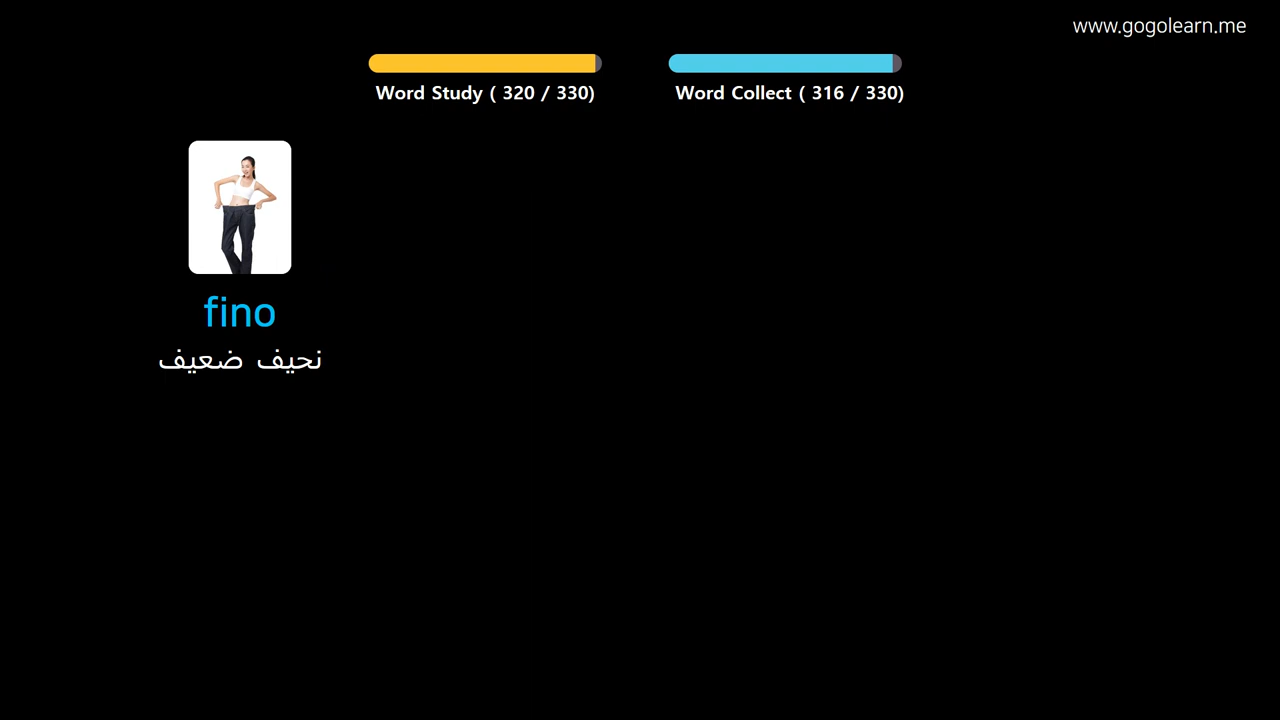 www.gogolearn.me
Word Study ( 320 / 330)
Word Collect ( 316 / 330)
fino
نحيف ضعيف